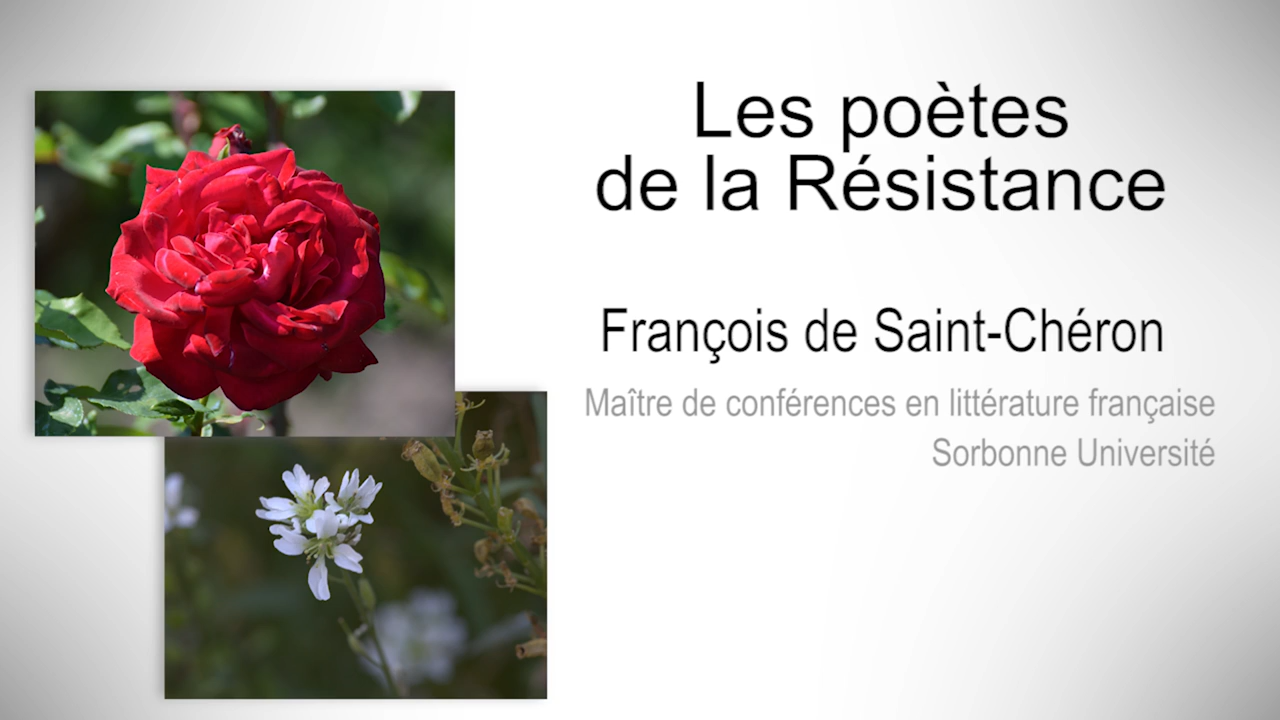 Les poètes
de la Résistance
François de Saint-Chéron
Maître de conférences en littérature française
Sorbonne Université